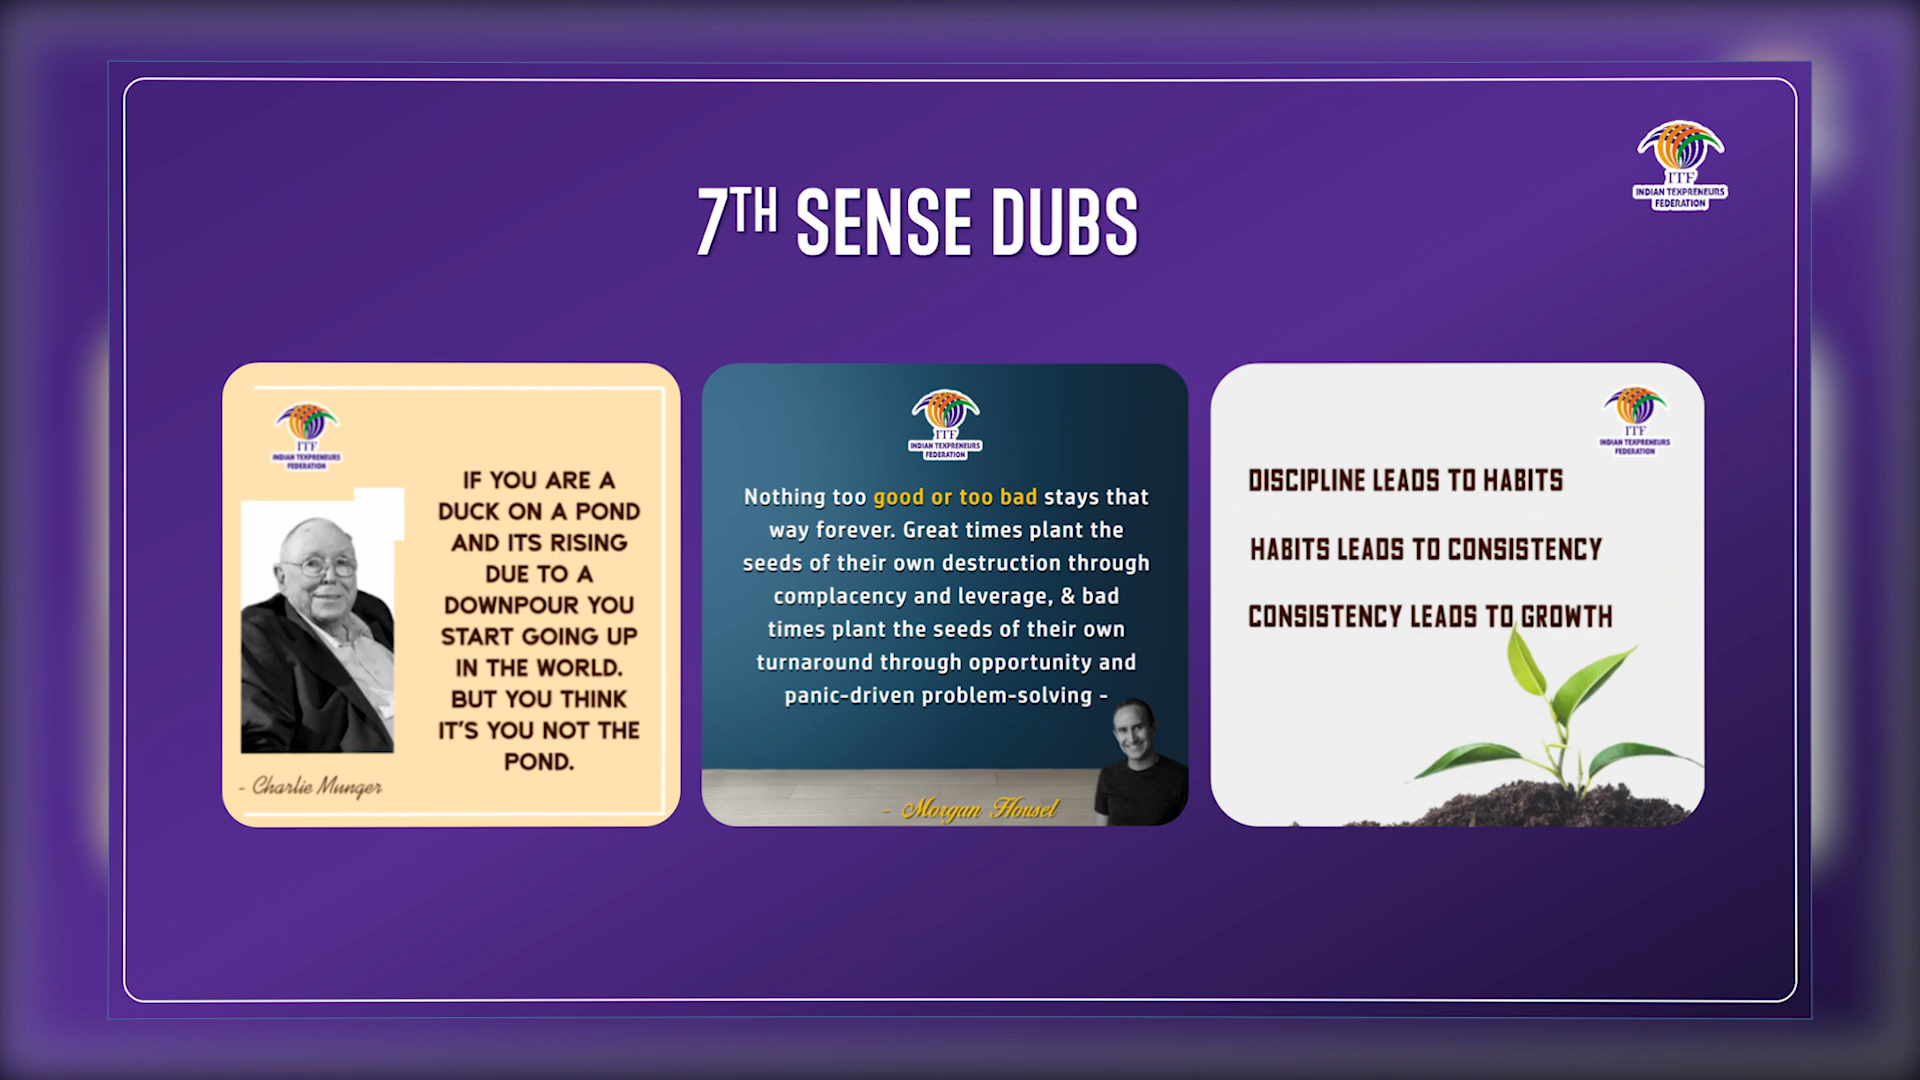 7TH SENSE DUBS
ITF
INDIAN TEXPRENEURS
FEDERATION
ITF
INDIAN TEXPRENEURS
FEDERATION
IF YOU ARE A
DUCK ON A POND
AND ITS RISING
DUE TO A
DOWNPOUR YOU
START GOING UP
IN THE WORLD.
BUT YOU THINK
IT'S YOU NOT THE
POND.
- Charlie Munger
ITF
INDIAN TEXPRENEURS
FEDERATION
Nothing too good or too bad stays that
way forever. Great times plant the
seeds of their own destruction through
complacency and leverage, & bad
times plant the seeds of their own
turnaround through opportunity and
panic-driven problem-solving -
- Morgan Housel
ITF
INDIAN TEXPRENEURS
FEDERATION
DISCIPLINE LEADS TO HABITS
HABITS LEADS TO CONSISTENCY
CONSISTENCY LEADS TO GROWTH